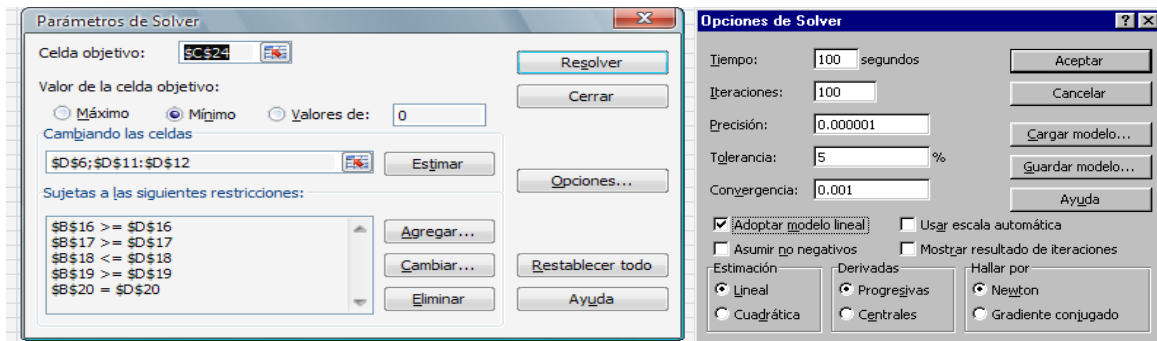 Parámetros de Solver
Celda objetivo: $C$24
Resolver
Valor de la celda objetivo:
Cerrar
Máximo Mínimo Valores de: 0
Cambiando las celdas
$D$6;$D$11:$D$12 Estimar
Opciones...
Sujetas a las siguientes restricciones:
$B$16 >= $D$16
$B$17 >= $D$17
$B$18 <= $D$18
$B$19 >= $D$19
$B$20 = $D$20
Agregar...
Cambiar...
Restablecer todo
Eliminar
Ayuda
Opciones de Solver
Tiempo: 100 segundos
Aceptar
Iteraciones: 100
Cancelar
Precisión: 0.000001
Cargar modelo...
Tolerancia: 5 %
Guardar modelo...
Convergencia: 0.001
Ayuda
Adoptar modelo lineal Usar escala automática
Asumir no negativos Mostrar resultado de iteraciones
Estimación Derivadas Hallar por
Lineal Progresivas Newton
Cuadrática Centrales Gradiente conjugado